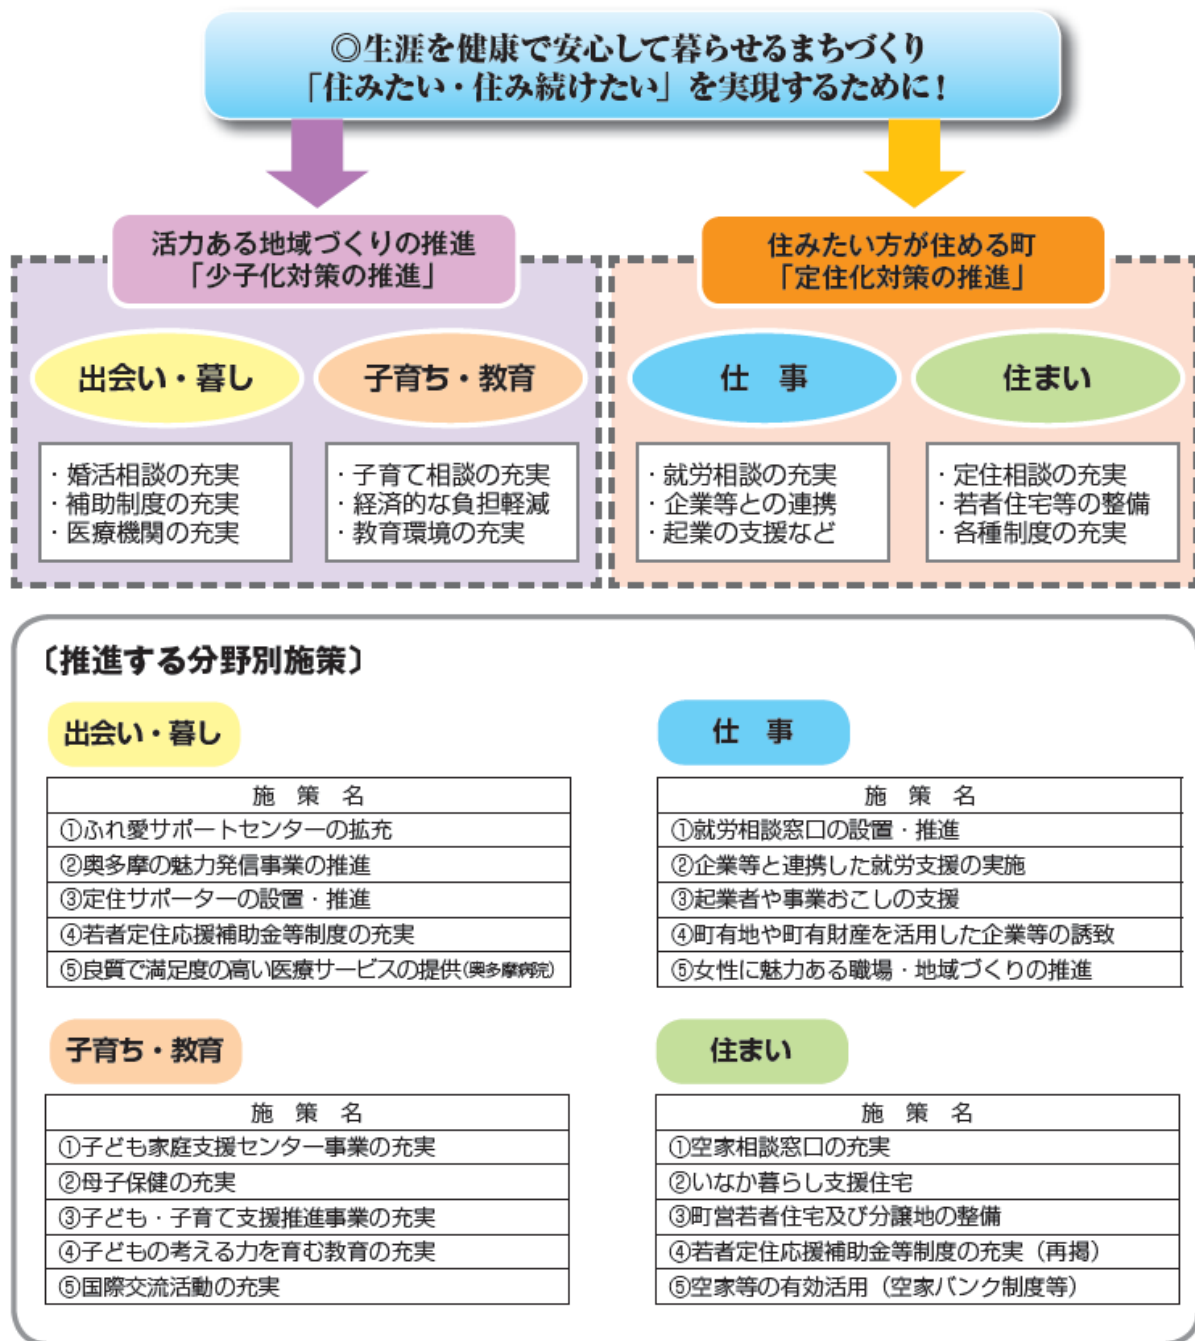 ◎生涯を健康で安心して暮らせるまちづくり
「住みたい・住み続けたい」を実現するために！
活力ある地域づくりの推進
「少子化対策の推進」
住みたい方が住める町
「定住化対策の推進」
出会い・暮し
子育ち・教育
仕　事
住まい
・婚活相談の充実
・補助制度の充実
・医療機関の充実
・子育て相談の充実
・経済的な負担軽減
・教育環境の充実
・就労相談の充実
・企業等との連携
・起業の支援など
・定住相談の充実
・若者住宅等の整備
・各種制度の充実
〔推進する分野別施策〕
出会い・暮し
施　策　名
①ふれ愛サポートセンターの拡充
②奥多摩の魅力発信事業の推進
③定住サポーターの設置・推進
④若者定住応援補助金等制度の充実
⑤良質で満足度の高い医療サービスの提供(奥多摩病院)
仕　事
施　策　名
①就労相談窓口の設置・推進
②企業等と連携した就労支援の実施
③起業者や事業おこしの支援
④町有地や町有財産を活用した企業等の誘致
⑤女性に魅力ある職場・地域づくりの推進
子育ち・教育
施　策　名
①子ども家庭支援センター事業の充実
②母子保健の充実
③子ども・子育て支援推進事業の充実
④子どもの考える力を育む教育の充実
⑤国際交流活動の充実
住まい
施　策　名
①空家相談窓口の充実
②いなか暮らし支援住宅
③町営若者住宅及び分譲地の整備
④若者定住応援補助金等制度の充実（再掲）
⑤空家等の有効活用（空家バンク制度等）